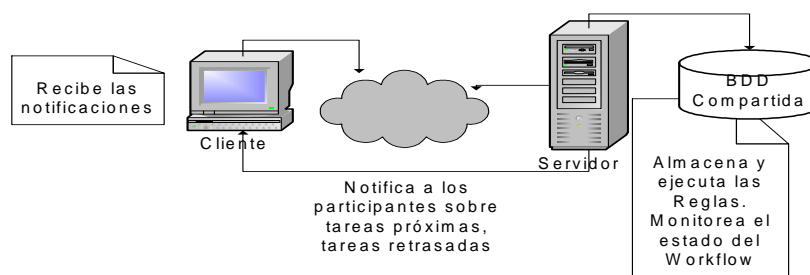 Recibe las
notificaciones
Cliente
Servidor
BDD
Compartida
Notifica a los
participantes sobre
tareas próximas,
tareas retrasadas
Almacena y
ejecuta las
Reglas.
Monitorea el
estado del
Workflow